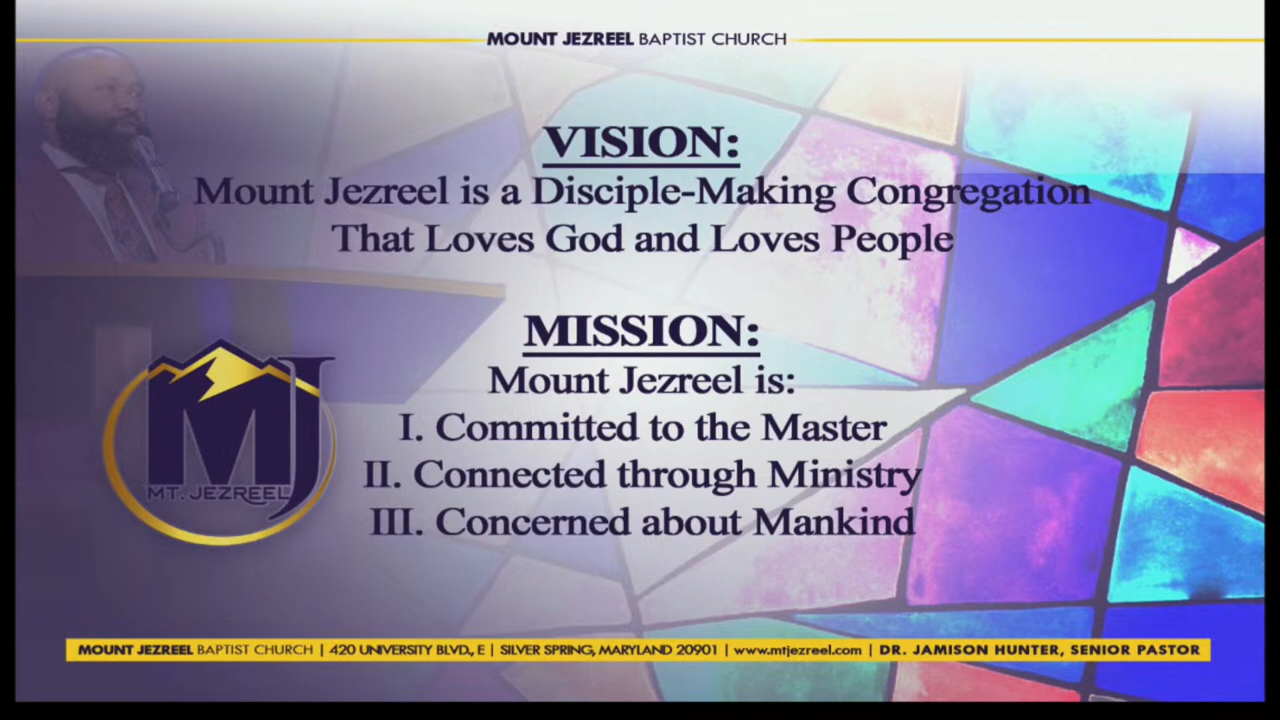 MOUNT JEZREEL BAPTIST CHURCH
VISION:
Mount Jezreel is a Disciple-Making Congregation
That Loves God and Loves People
MISSION:
Mount Jezreel is:
I. Committed to the Master
II. Connected through Ministry
III. Concerned about Mankind
MJ
MT. JEZREEL
MOUNT JEZREEL BAPTIST CHURCH | 420 UNIVERSITY BLVD., E | SILVER SPRING, MARYLAND 20901 | www.mtjezreel.com | DR. JAMISON HUNTER, SENIOR PASTOR